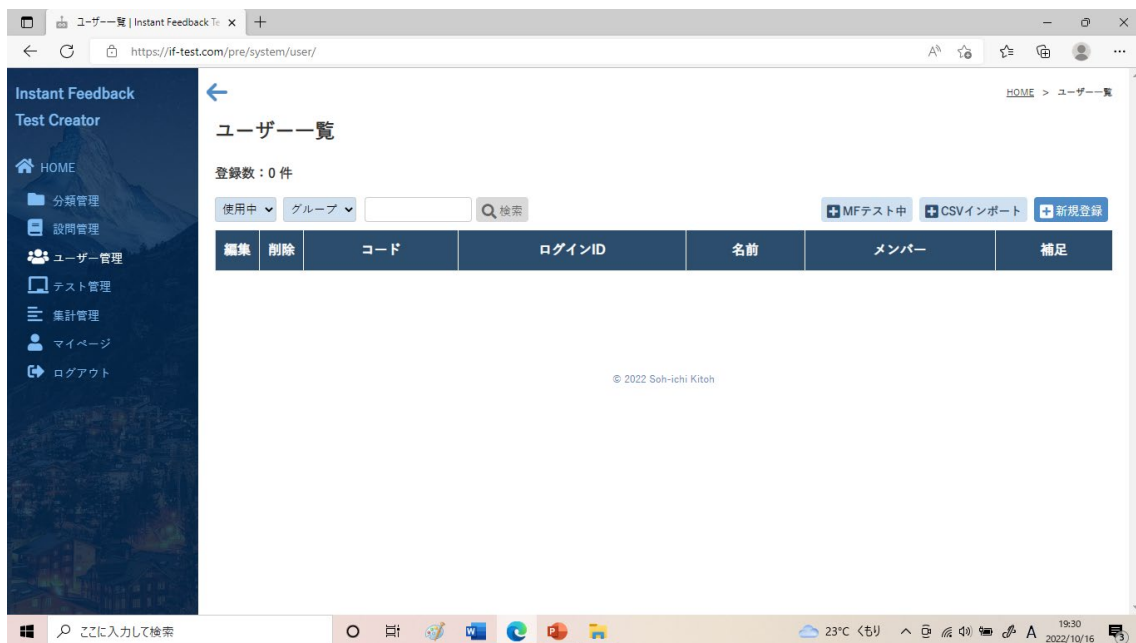 ユーザー一覧 | Instant Feedback Te
https://if-test.com/pre/system/user/
Instant Feedback
Test Creator
HOME
分類管理
設問管理
ユーザー管理
テスト管理
集計管理
マイページ
ログアウト
HOME > ユーザー一覧
ユーザー一覧
登録数：0 件
使用中 グループ 検索 MFテスト中 CSVインポート 新規登録
編集 削除 コード ログインID 名前 メンバー 補足
© 2022 Soh-ichi Kitoh
ここに入力して検索
23°C くもり
A
19:30
2022/10/16
3